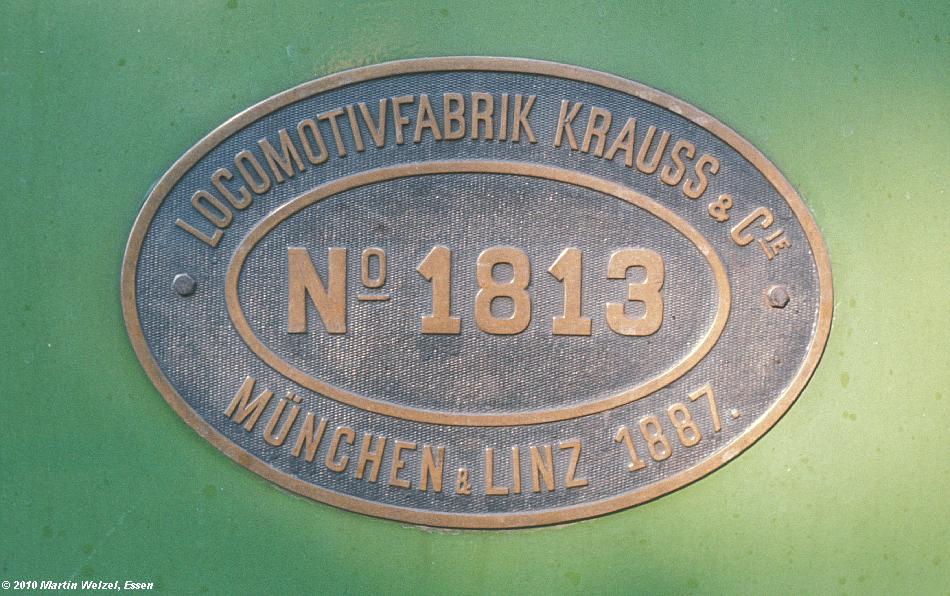 LOCOMOTIVFABRIK KRAUSS & CIE
Nº 1813
MÜNCHEN & LINZ 1887.
© 2010 Martin Welzel, Essen